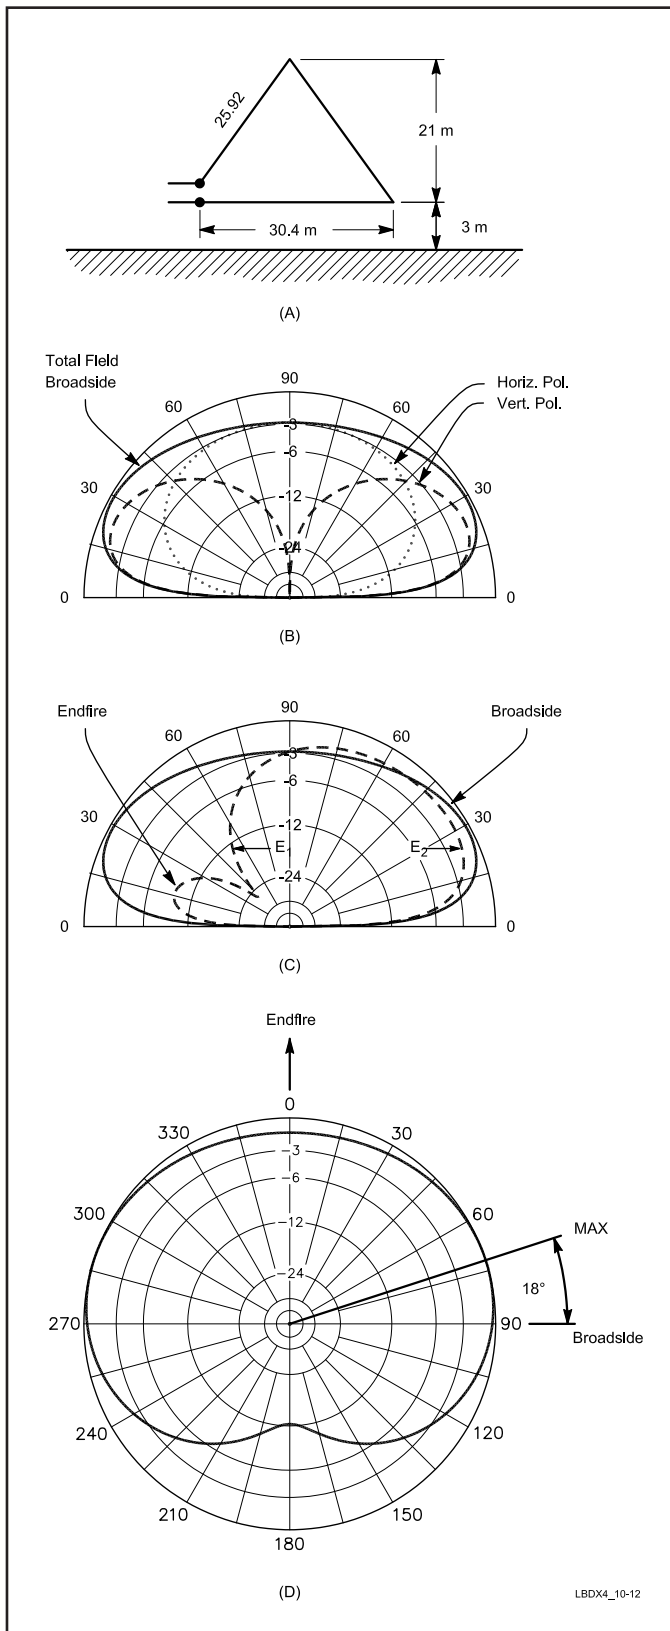 25.92
21 m
30.4 m
3 m
(A)
Total Field
Broadside
Horiz. Pol.
Vert. Pol.
90
60
60
30
30
0
0
-3
-6
-12
-24
(B)
Endfire
Broadside
90
60
60
30
30
0
0
-3
-6
-12
-24
E1
E2
(C)
Endfire
0
330
30
300
60
270
90
240
120
210
150
180
-3
-6
-12
-24
MAX
18°
Broadside
(D)
LBDX4_10-12